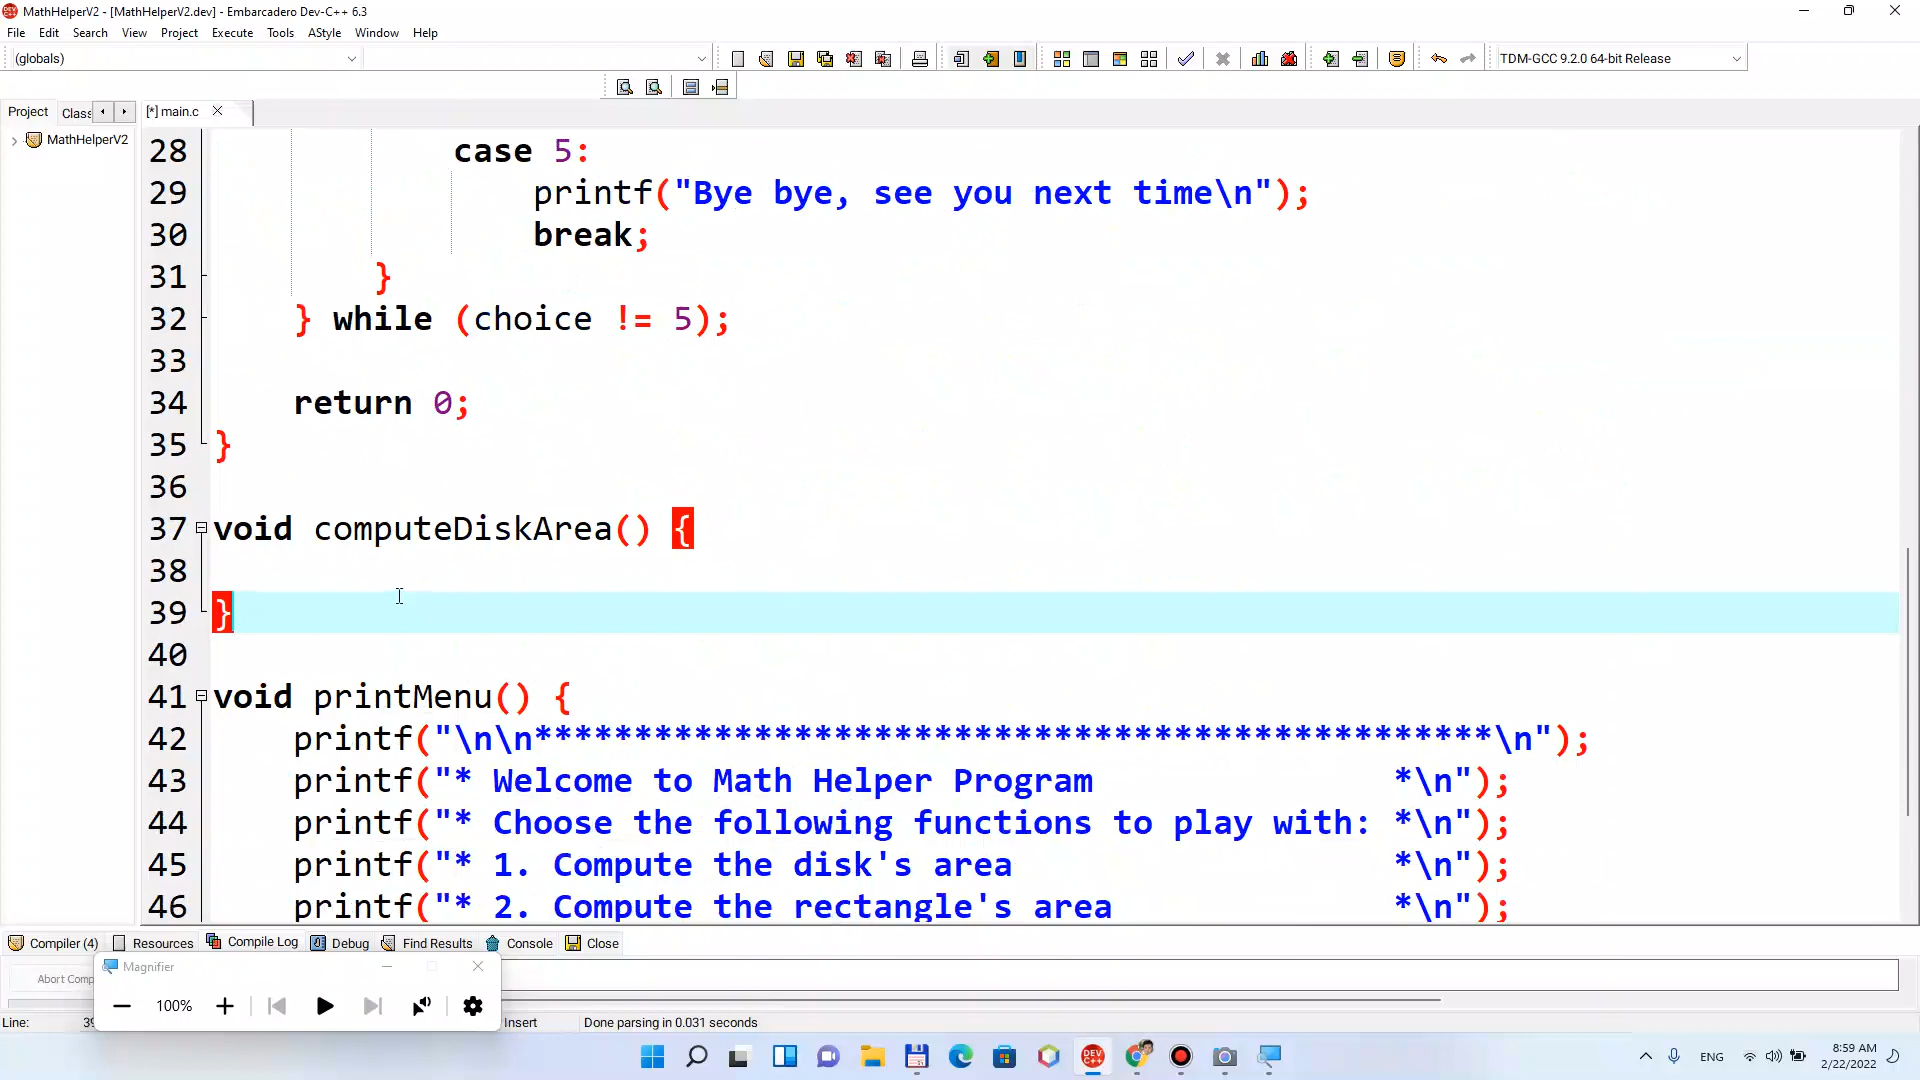 MathHelperV2 - [MathHelperV2.dev] - Embarcadero Dev-C++ 6.3
File Edit Search View Project Execute Tools AStyle Window Help
(globals)
TDM-GCC 9.2.0 64-bit Release
Project Class
[*] main.c
MathHelperV2
28 case 5:
29 printf("Bye bye, see you next time\n");
30 break;
31 }
32 } while (choice != 5);
33
34 return 0;
35 }
36
37 void computeDiskArea() {
38
39 }
40
41 void printMenu() {
42 printf("\n\n************************************************\n");
43 printf("* Welcome to Math Helper Program               *\n");
44 printf("* Choose the following functions to play with: *\n");
45 printf("* 1. Compute the disk's area                   *\n");
46 printf("* 2. Compute the rectangle's area              *\n");
Compiler (4) Resources Compile Log Debug Find Results Console Close
Abort Comp
Magnifier
100%
Line: 39 Insert Done parsing in 0.031 seconds
DEV C++
ENG
8:59 AM
2/22/2022